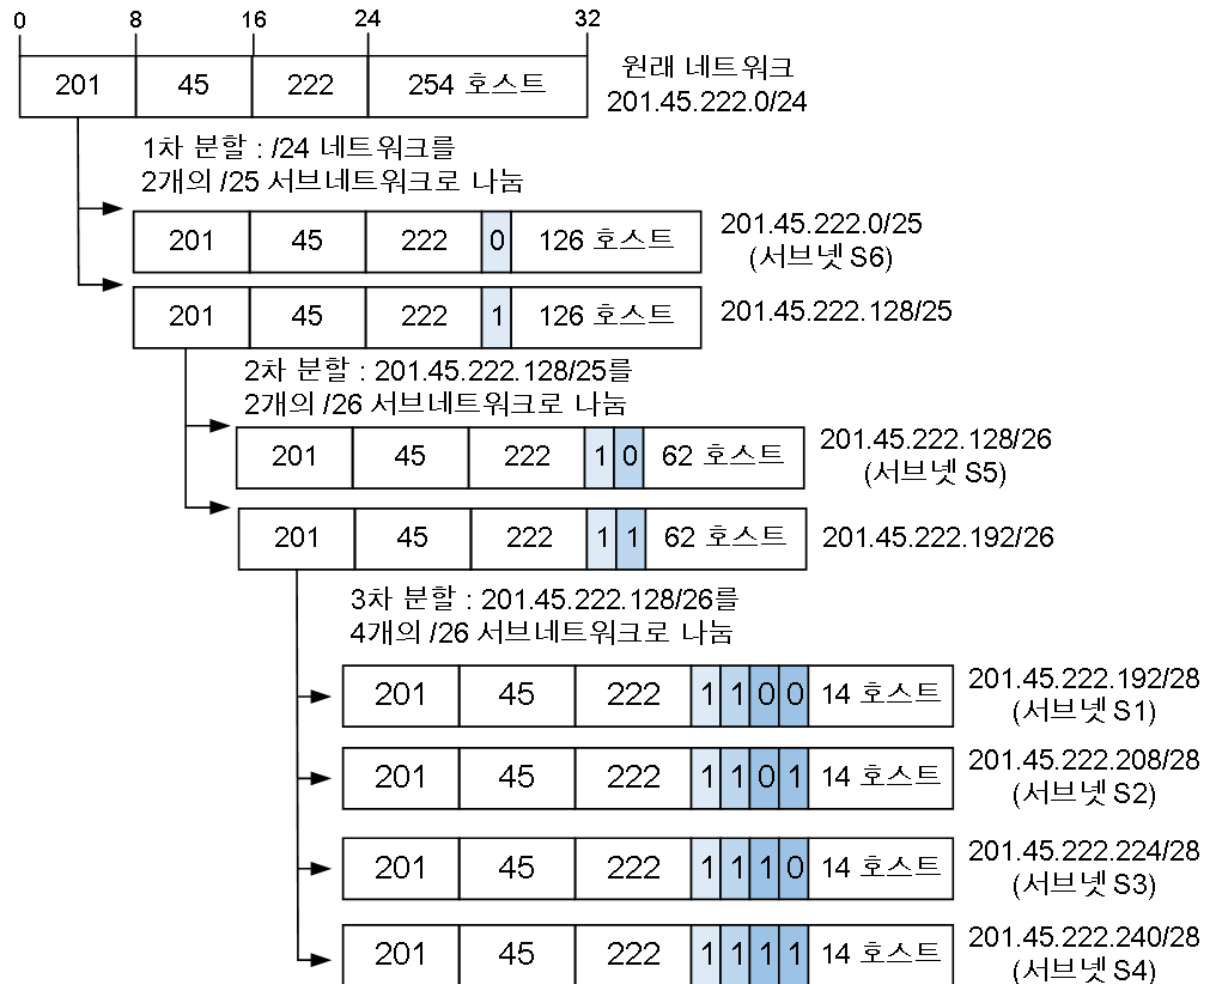 0 8 16 24 32
201 45 222 254 호스트
원래 네트워크
201.45.222.0/24
1차 분할 : /24 네트워크를
2개의 /25 서브네트워크로 나눔
201 45 222 0 126 호스트
201.45.222.0/25
(서브넷 S6)
201 45 222 1 126 호스트
201.45.222.128/25
2차 분할 : 201.45.222.128/25를
2개의 /26 서브네트워크로 나눔
201 45 222 1 0 62 호스트
201.45.222.128/26
(서브넷 S5)
201 45 222 1 1 62 호스트
201.45.222.192/26
3차 분할 : 201.45.222.128/26를
4개의 /26 서브네트워크로 나눔
201 45 222 1 1 0 0 14 호스트
201.45.222.192/28
(서브넷 S1)
201 45 222 1 1 0 1 14 호스트
201.45.222.208/28
(서브넷 S2)
201 45 222 1 1 1 0 14 호스트
201.45.222.224/28
(서브넷 S3)
201 45 222 1 1 1 1 14 호스트
201.45.222.240/28
(서브넷 S4)